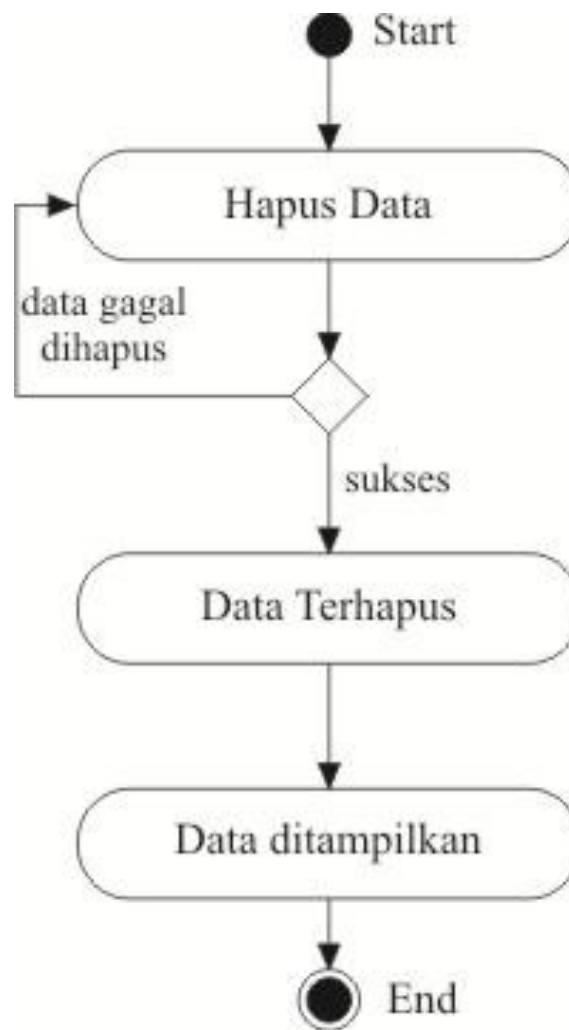 Start
Hapus Data
data gagal
dihapus
sukses
Data Terhapus
Data ditampilkan
End